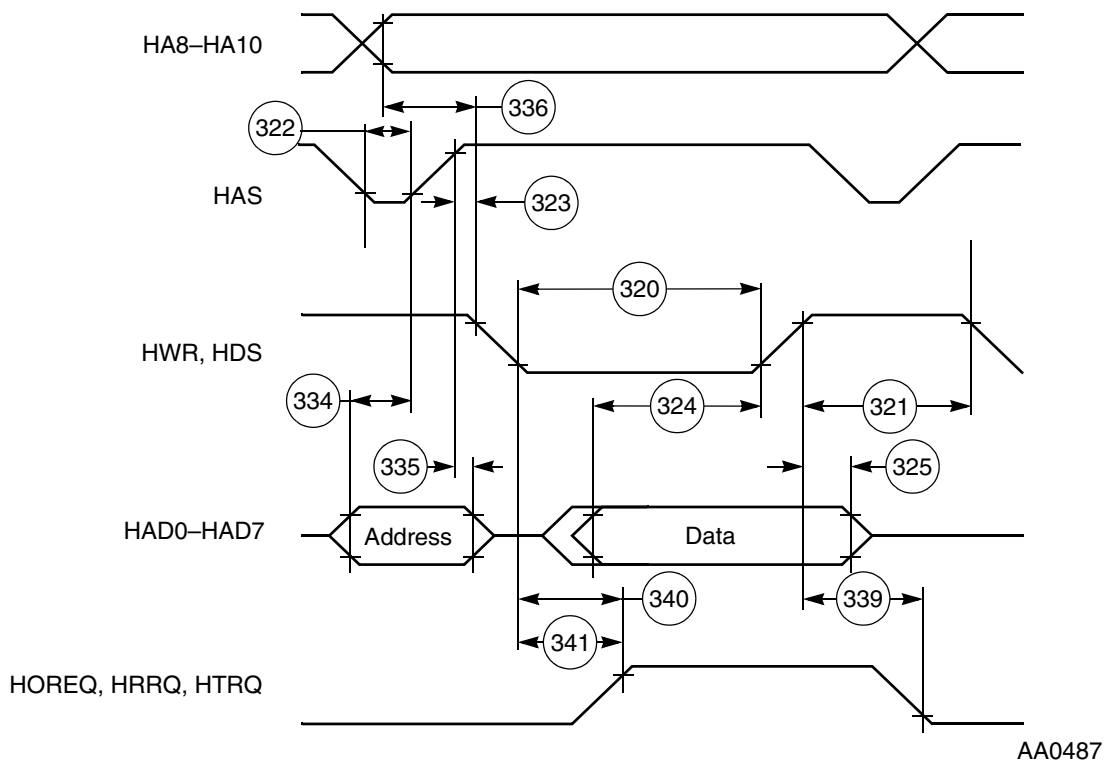 HA8–HA10
336
322
HAS
323
320
HWR, HDS
334
324
321
335
325
HAD0–HAD7
Address
Data
340
339
341
HOREQ, HRRQ, HTRQ
AA0487